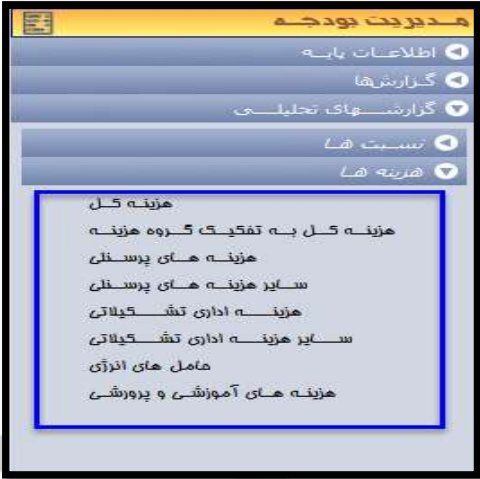 مدیریت بودجه
اطلاعات پایه
گزارش‌ها
گزارشهای تحلیلی
نسبت ها
هزینه ها
هزینه کل
هزینه کل به تفکیک گروه هزینه
هزینه های پرسنلی
سایر هزینه های پرسنلی
هزینه اداری تشکیلاتی
سایر هزینه اداری تشکیلاتی
حامل های انرژی
هزینه های آموزشی و پرورشی